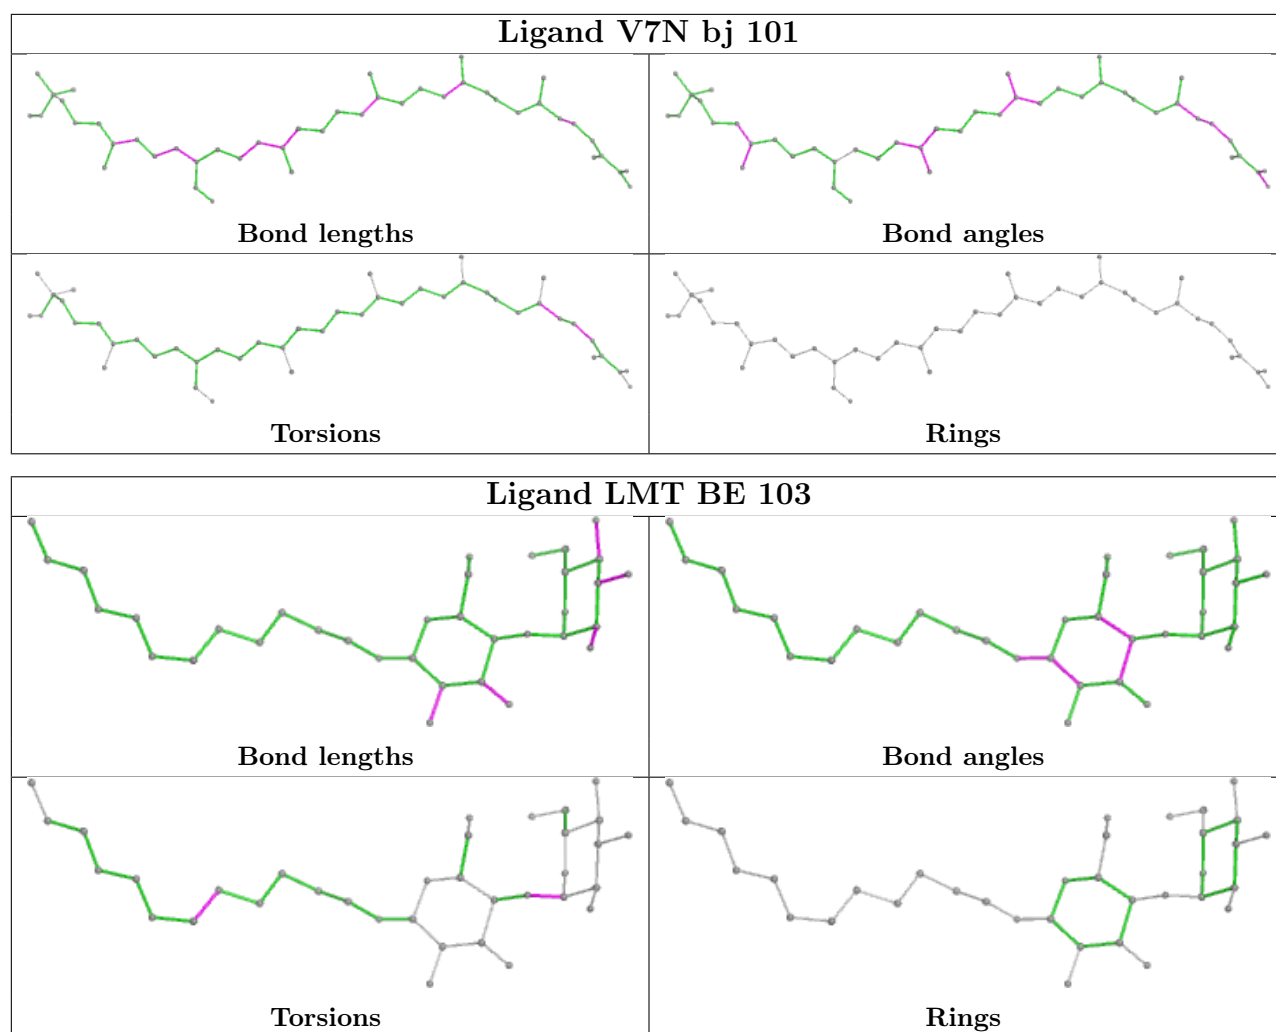 Ligand V7N bj 101
Bond lengths
Bond angles
Torsions
Rings
Ligand LMT BE 103
Bond lengths
Bond angles
Torsions
Rings